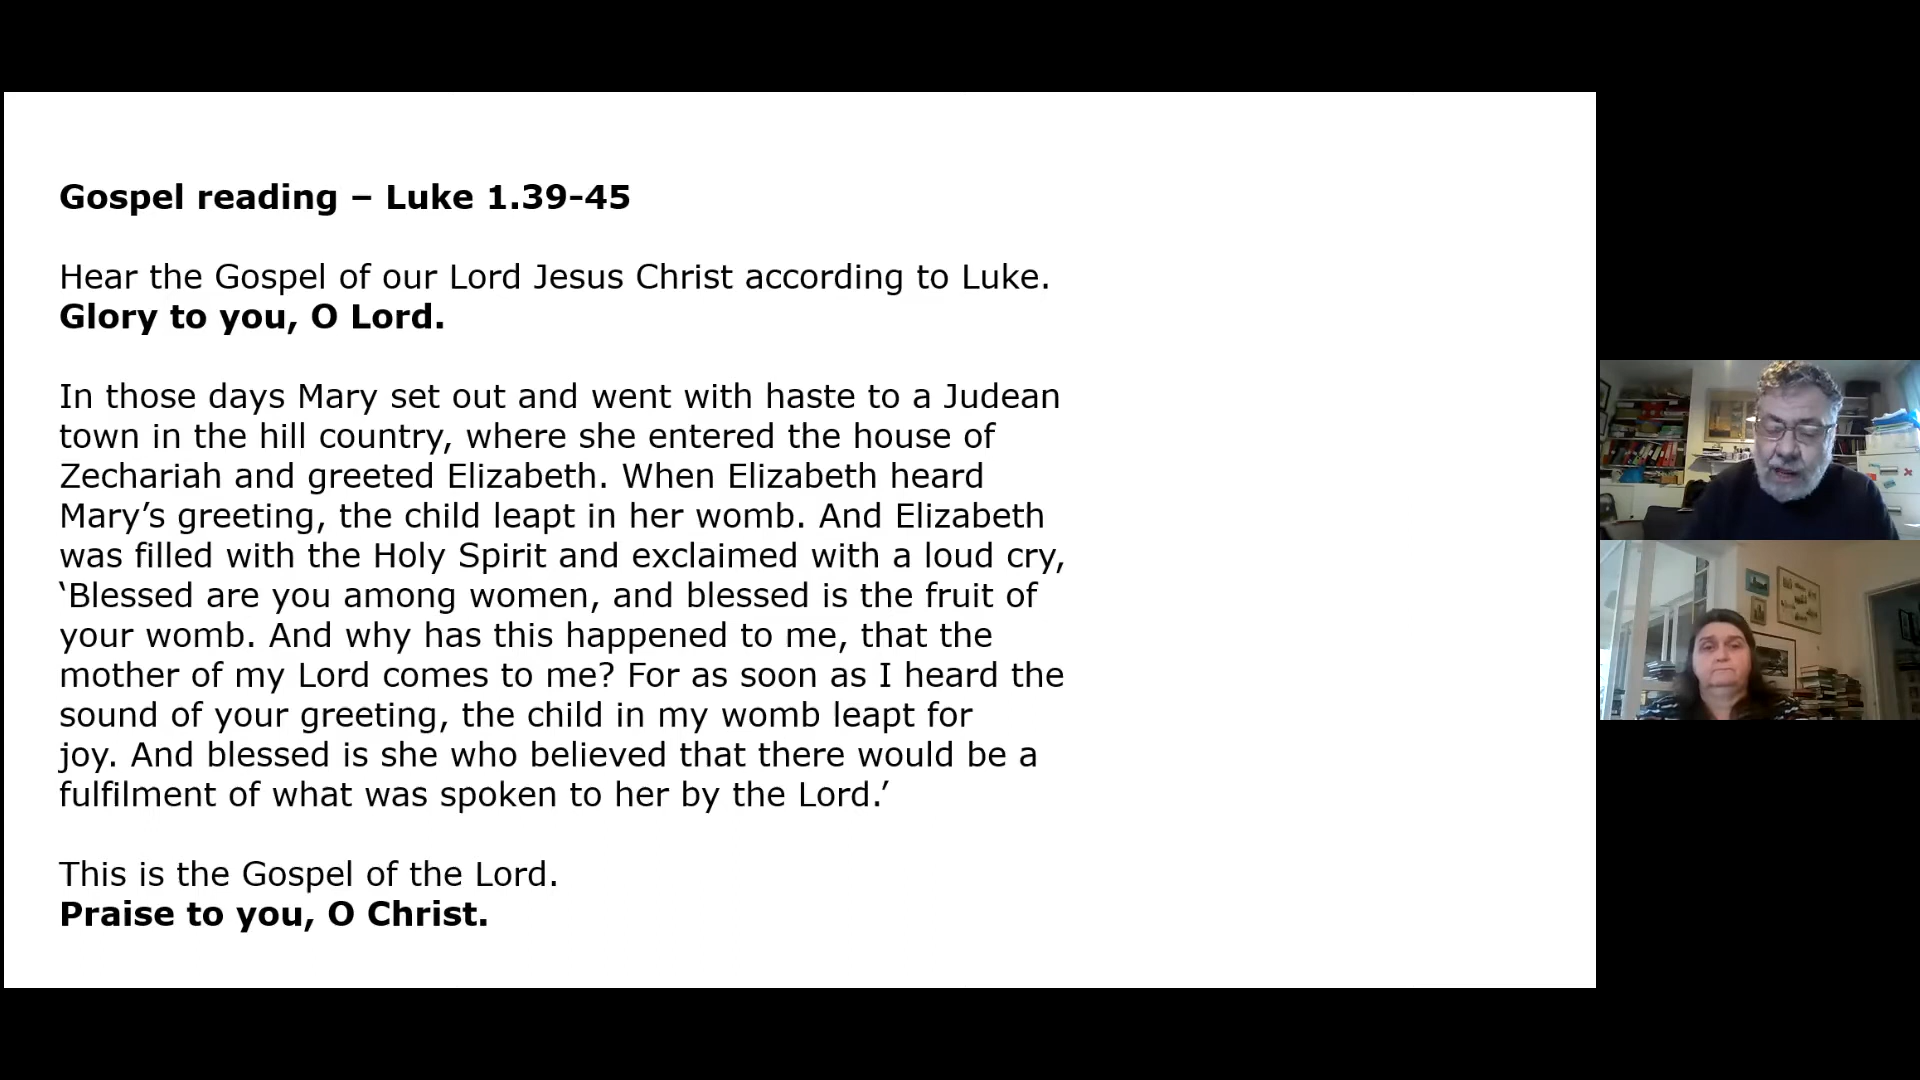 Gospel reading – Luke 1.39-45
Hear the Gospel of our Lord Jesus Christ according to Luke.
Glory to you, O Lord.
In those days Mary set out and went with haste to a Judean
town in the hill country, where she entered the house of
Zechariah and greeted Elizabeth. When Elizabeth heard
Mary’s greeting, the child leapt in her womb. And Elizabeth
was filled with the Holy Spirit and exclaimed with a loud cry,
‘Blessed are you among women, and blessed is the fruit of
your womb. And why has this happened to me, that the
mother of my Lord comes to me? For as soon as I heard the
sound of your greeting, the child in my womb leapt for
joy. And blessed is she who believed that there would be a
fulfilment of what was spoken to her by the Lord.’
This is the Gospel of the Lord.
Praise to you, O Christ.